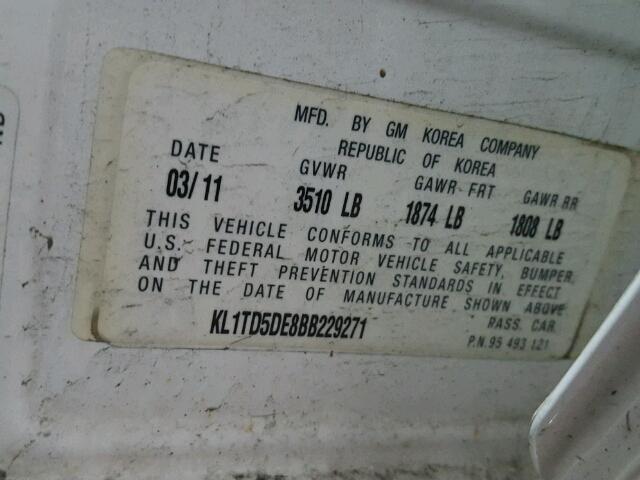 MFD. BY GM KOREA COMPANY
REPUBLIC OF KOREA
DATE GVWR GAWR FRT GAWR RR
03/11 3510 LB 1874 LB 1808 LB
THIS VEHICLE CONFORMS TO ALL APPLICABLE
U.S. FEDERAL MOTOR VEHICLE SAFETY, BUMPER,
AND THEFT PREVENTION STANDARDS IN EFFECT
ON THE DATE OF MANUFACTURE SHOWN ABOVE
KL1TD5DE8BB229271 PASS. CAR
P.N. 95 493 121